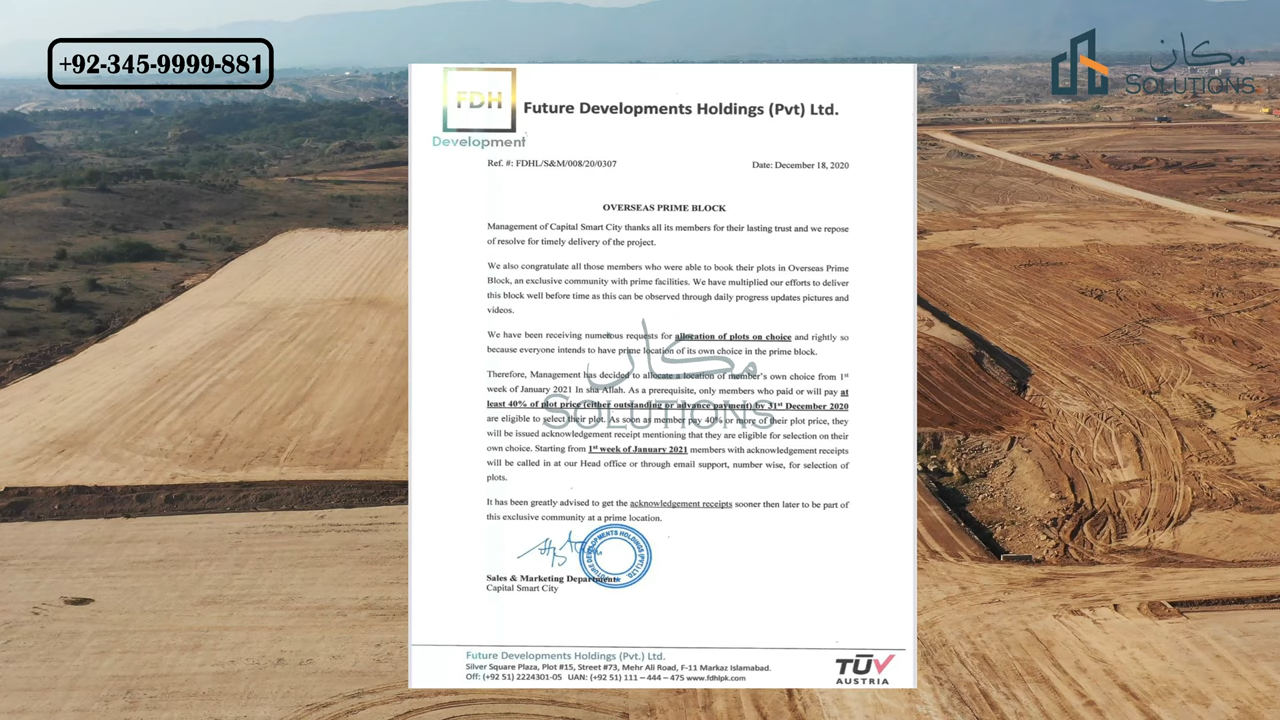 +92-345-9999-881
مكان
SOLUTIONS
FDH
Development
Future Developments Holdings (Pvt) Ltd.
Ref. #: FDHL/S&M/008/20/0307
Date: December 18, 2020
OVERSEAS PRIME BLOCK
Management of Capital Smart City thanks all its members for their lasting trust and we repose
of resolve for timely delivery of the project.
We also congratulate all those members who were able to book their plots in Overseas Prime
Block, an exclusive community with prime facilities. We have multiplied our efforts to deliver
this block well before time as this can be observed through daily progress updates pictures and
videos.
We have been receiving numerous requests for allocation of plots on choice and rightly so
because everyone intends to have prime location of its own choice in the prime block.
Therefore, Management has decided to allocate a location of member's own choice from 1st
week of January 2021 In sha Allah. As a prerequisite, only members who paid or will pay at
least 40% of plot price (either outstanding or advance payment) by 31st December 2020
are eligible to select their plot. As soon as member pay 40% or more of their plot price, they
will be issued acknowledgement receipt mentioning that they are eligible for selection on their
own choice. Starting from 1st week of January 2021 members with acknowledgement receipts
will be called in at our Head office or through email support, number wise, for selection of
plots.
It has been greatly advised to get the acknowledgement receipts sooner then later to be part of
this exclusive community at a prime location.
مكان
SOLUTIONS
DEVELOPMENTS HOLDINGS (PVT) LTD.
Sales & Marketing Department
Capital Smart City
Future Developments Holdings (Pvt.) Ltd.
Silver Square Plaza, Plot #15, Street #73, Mehr Ali Road, F-11 Markaz Islamabad.
Off: (+92 51) 2224301-05 UAN: (+92 51) 111 – 444 – 475 www.fdhlpk.com
TÜV
AUSTRIA